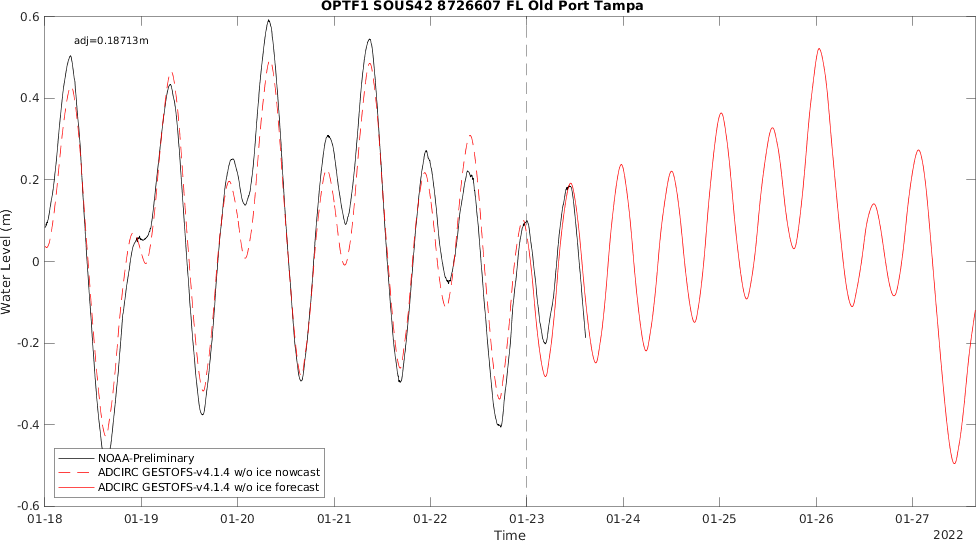 OPTF1 SOUS42 8726607 FL Old Port Tampa
adj=0.18713m
0.6
0.4
0.2
0
-0.2
-0.4
-0.6
Water Level (m)
NOAA-Preliminary
ADCIRC GESTOFS-v4.1.4 w/o ice nowcast
ADCIRC GESTOFS-v4.1.4 w/o ice forecast
01-18 01-19 01-20 01-21 01-22 01-23 01-24 01-25 01-26 01-27
Time
2022